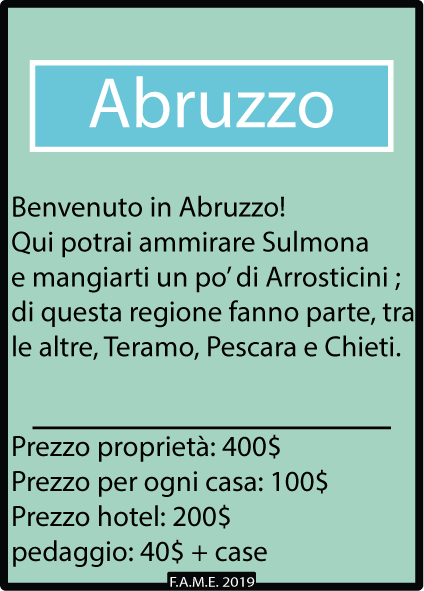 Abruzzo
Benvenuto in Abruzzo!
Qui potrai ammirare Sulmona
e mangiarti un po’ di Arrosticini ;
di questa regione fanno parte, tra
le altre, Teramo, Pescara e Chieti.
Prezzo proprietà: 400$
Prezzo per ogni casa: 100$
Prezzo hotel: 200$
pedaggio: 40$ + case
F.A.M.E. 2019